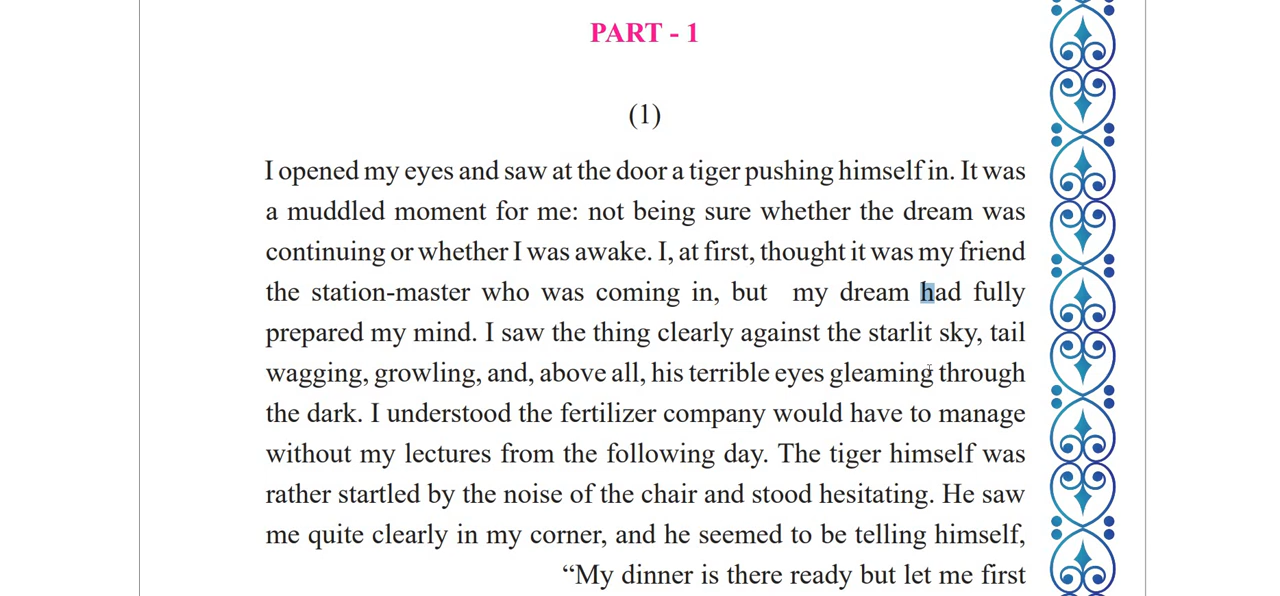 PART - 1
(1)
I opened my eyes and saw at the door a tiger pushing himself in. It was
a muddled moment for me: not being sure whether the dream was
continuing or whether I was awake. I, at first, thought it was my friend
the station-master who was coming in, but my dream had fully
prepared my mind. I saw the thing clearly against the starlit sky, tail
wagging, growling, and, above all, his terrible eyes gleaming through
the dark. I understood the fertilizer company would have to manage
without my lectures from the following day. The tiger himself was
rather startled by the noise of the chair and stood hesitating. He saw
me quite clearly in my corner, and he seemed to be telling himself,
“My dinner is there ready but let me first